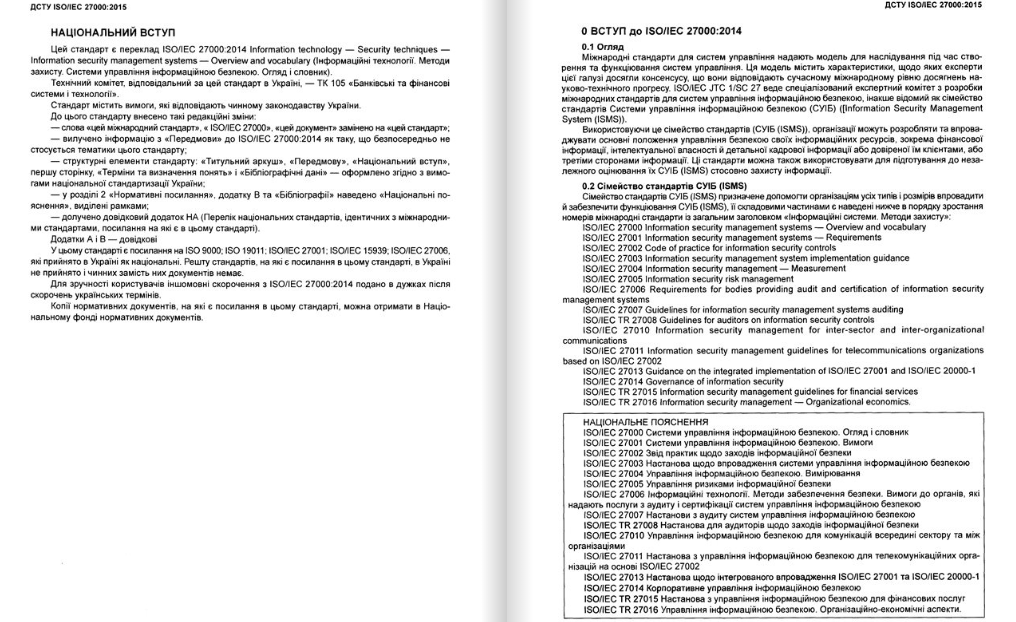 ДСТУ ISO/IEC 27000:2015
НАЦІОНАЛЬНИЙ ВСТУП
Цей стандарт є переклад ISO/IEC 27000:2014 Information technology — Security techniques —
Information security management systems — Overview and vocabulary (Інформаційні технології. Методи
захисту. Системи управління інформаційною безпекою. Огляд і словник).
Технічний комітет, відповідальний за цей стандарт в Україні, — ТК 105 «Банківські та фінансові
системи і технології».
Стандарт містить вимоги, які відповідають чинному законодавству України.
До цього стандарту внесено такі редакційні зміни:
— слова «цей міжнародний стандарт», « ISO/IEC 27000», «цей документ» замінено на «цей стандарт»;
— вилучено інформацію з «Передмови» до ISO/IEC 27000:2014 як таку, що безпосередньо не
стосується тематики цього стандарту;
— структурні елементи стандарту: «Титульний аркуш», «Передмову», «Національний вступ»,
першу сторінку, «Терміни та визначення понять» і «Бібліографічні дані» — оформлено згідно з вимо-
гами національної стандартизації України;
— у розділі 2 «Нормативні посилання», додатку В та «Бібліографії» наведено «Національні по-
яснення», виділені рамками;
— долучено довідковий додаток НА (Перелік національних стандартів, ідентичних з міжнародни-
ми стандартами, посилання на які є в цьому стандарті).
Додатки А і В — довідкові
У цьому стандарті є посилання на ISO 9000; ISO 19011; ISO/IEC 27001; ISO/IEC 15939; ISO/IEC 27006,
які прийнято в Україні як національні. Решту стандартів, на які є посилання в цьому стандарті, в Україні
не прийнято і чинних замість них документів немає.
Для зручності користувачів іншомовні скорочення з ISO/IEC 27000:2014 подано в дужках після
скорочень українських термінів.
Копії нормативних документів, на які є посилання в цьому стандарті, можна отримати в Націо-
нальному фонді нормативних документів.
ДСТУ ISO/IEC 27000:2015
0 ВСТУП до ISO/IEC 27000:2014
0.1 Огляд
Міжнародні стандарти для систем управління надають модель для наслідування під час ство-
рення та функціювання систем управління. Ця модель містить характеристики, щодо яких експерти
цієї галузі досягли консенсусу, що вони відповідають сучасному міжнародному рівню досягнень на-
уково-технічного прогресу. ISO/IEC JTC 1/SC 27 веде спеціалізований експертний комітет з розробки
міжнародних стандартів для систем управління інформаційною безпекою, інакше відомий як сімейство
стандартів Системи управління інформаційною безпекою (СУІБ) ([Information Security Management
System (ISMS)).
Використовуючи це сімейство стандартів (СУІБ (ISMS)), організації можуть розробляти та впрова-
джувати основні положення управління безпекою своїх інформаційних ресурсів, зокрема фінансової
інформації, інтелектуальної власності й детальної кадрової інформації або довіреної їм клієнтами, або
третіми сторонами інформації. Ці стандарти можна також використовувати для підготування до неза-
лежного оцінювання їх СУІБ (ISMS) стосовно захисту інформації.
0.2 Сімейство стандартів СУІБ (ISMS)
Сімейство стандартів СУІБ (ISMS) призначене допомогти організаціям усіх типів і розмірів впровадити
й забезпечити функціювання СУІБ (ISMS), її складовими частинами є наведені нижче в порядку зростання
номерів міжнародні стандарти із загальним заголовком «Інформаційні системи. Методи захисту»:
ISO/IEC 27000 Information security management systems — Overview and vocabulary
ISO/IEC 27001 Information security management systems — Requirements
ISO/IEC 27002 Code of practice for information security controls
ISO/IEC 27003 Information security management system implementation guidance
ISO/IEC 27004 Information security management — Measurement
ISO/IEC 27005 Information security risk management
ISO/IEC 27006 Requirements for bodies providing audit and certification of information security
management systems
ISO/IEC 27007 Guidelines for information security management systems auditing
ISO/IEC TR 27008 Guidelines for auditors on information security controls
ISO/IEC 27010 Information security management for inter-sector and inter-organizational
communications
ISO/IEC 27011 Information security management guidelines for telecommunications organizations
based on ISO/IEC 27002
ISO/IEC 27013 Guidance on the integrated implementation of ISO/IEC 27001 and ISO/IEC 20000-1
ISO/IEC 27014 Governance of information security
ISO/IEC TR 27015 Information security management guidelines for financial services
ISO/IEC TR 27016 Information security management — Organizational economics.
НАЦІОНАЛЬНЕ ПОЯСНЕННЯ
ISO/IEC 27000 Системи управління інформаційною безпекою. Огляд і словник
ISO/IEC 27001 Системи управління інформаційною безпекою. Вимоги
ISO/IEC 27002 Звід практик щодо заходів інформаційної безпеки
ISO/IEC 27003 Настанова щодо впровадження системи управління інформаційною безпекою
ISO/IEC 27004 Управління інформаційною безпекою. Вимірювання
ISO/IEC 27005 Управління ризиками інформаційної безпеки
ISO/IEC 27006 Інформаційні технології. Методи забезпечення безпеки. Вимоги до органів, які
надають послуги з аудиту і сертифікації систем управління інформаційною безпекою
ISO/IEC 27007 Настанови з аудиту систем управління інформаційною безпекою
ISO/IEC TR 27008 Настанова для аудиторів щодо заходів інформаційної безпеки
ISO/IEC 27010 Управління інформаційною безпекою для комунікацій всередині сектору та між
організаціями
ISO/IEC 27011 Настанова з управління інформаційною безпекою для телекомунікаційних орга-
нізацій на основі ISO/IEC 27002
ISO/IEC 27013 Настанова щодо інтегрованого впровадження ISO/IEC 27001 та ISO/IEC 20000-1
ISO/IEC 27014 Корпоративне управління інформаційною безпекою
ISO/IEC TR 27015 Настанова з управління інформаційною безпекою для фінансових послуг
ISO/IEC TR 27016 Управління інформаційною безпекою. Організаційно-економічні аспекти.